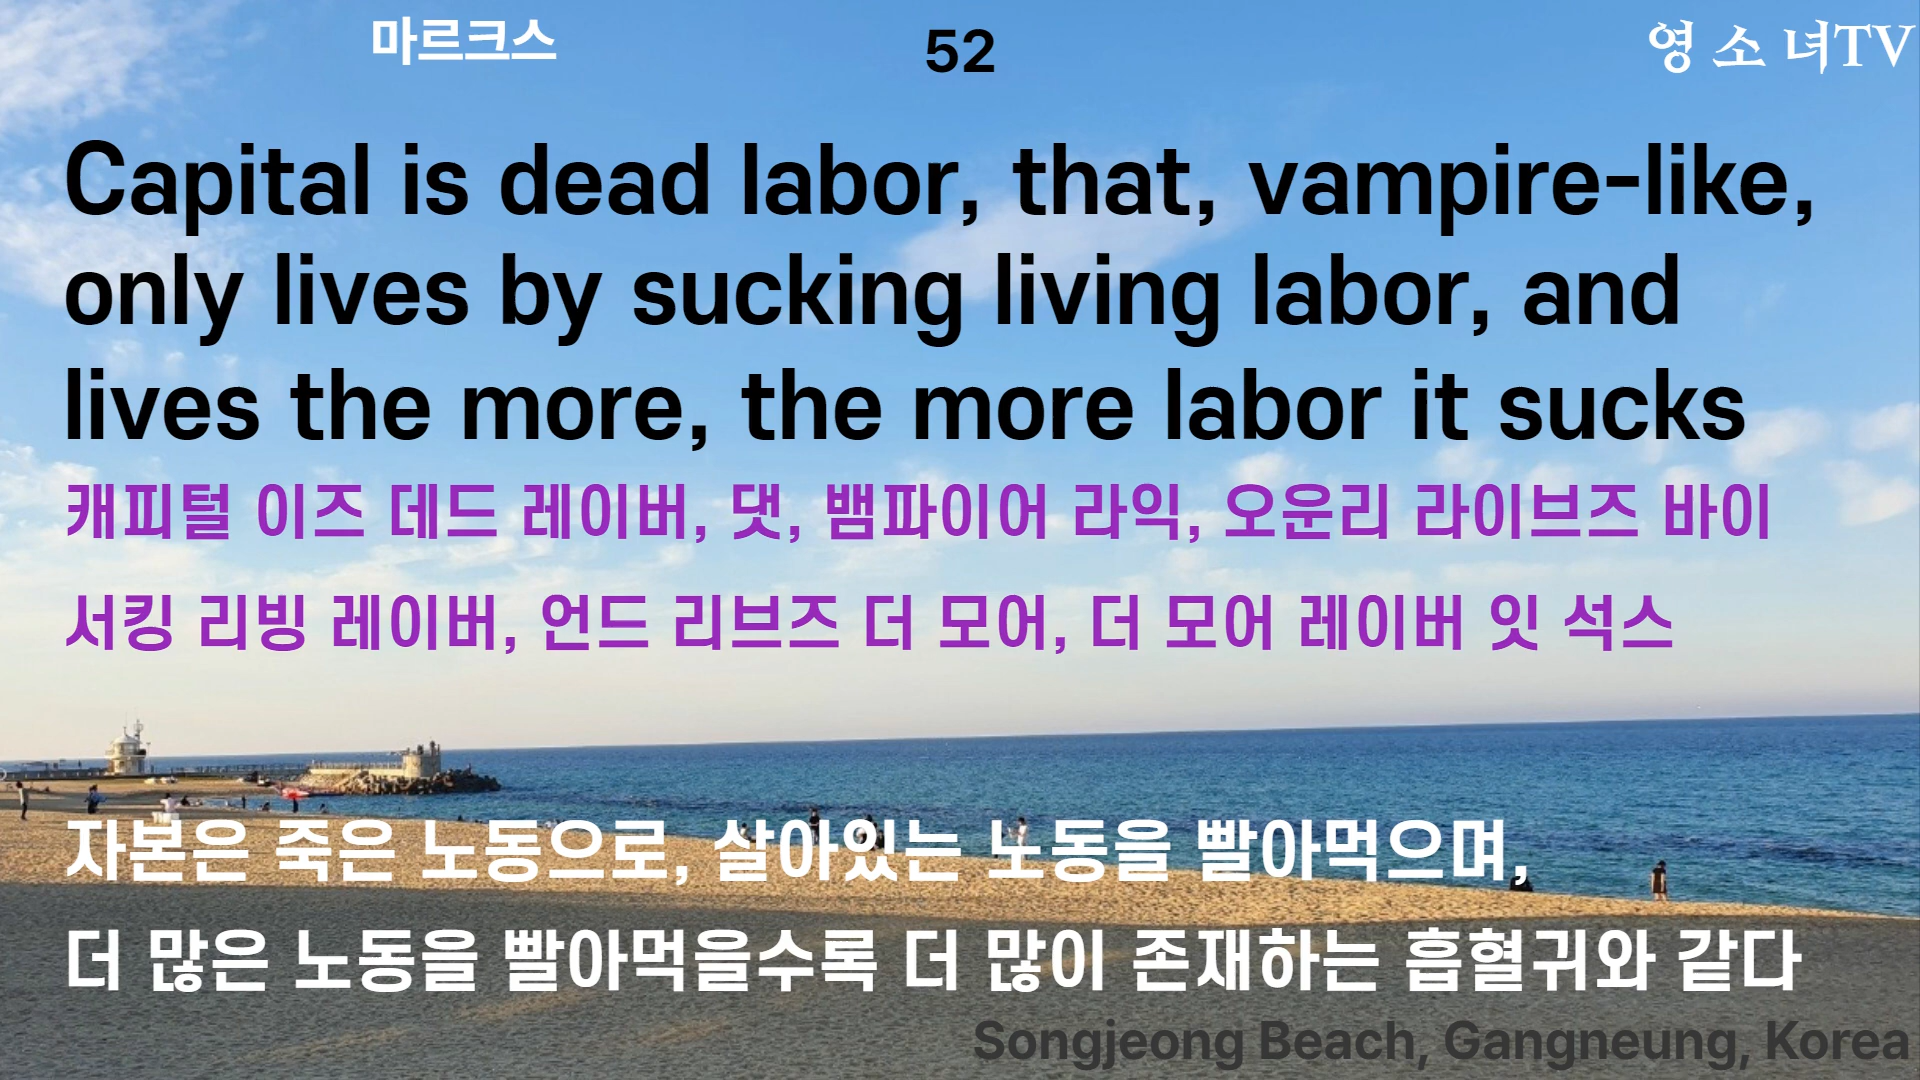 마르크스
52
영 소 녀TV
Capital is dead labor, that, vampire-like,
only lives by sucking living labor, and
lives the more, the more labor it sucks
캐피털 이즈 데드 레이버, 댓, 뱀파이어 라익, 오운리 라이브즈 바이
서킹 리빙 레이버, 언드 리브즈 더 모어, 더 모어 레이버 잇 석스
자본은 죽은 노동으로, 살아있는 노동을 빨아먹으며,
더 많은 노동을 빨아먹을수록 더 많이 존재하는 흡혈귀와 같다
Songjeong Beach, Gangneung, Korea